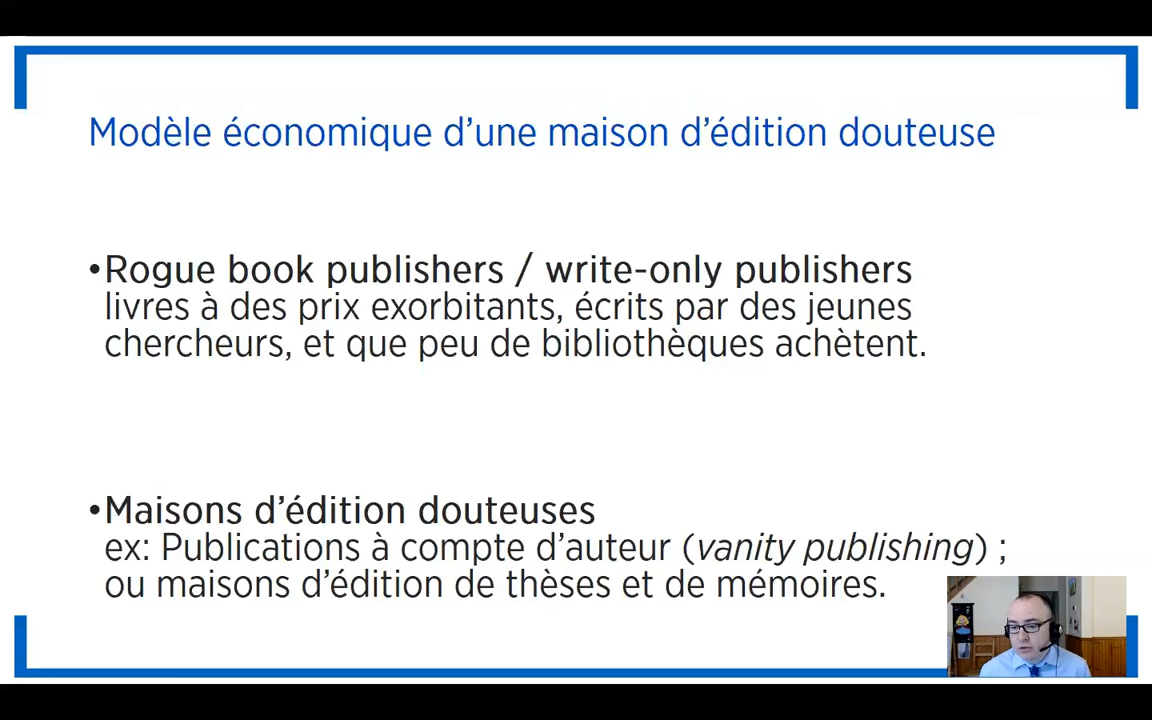 Modèle économique d’une maison d’édition douteuse
•Rogue book publishers / write-only publishers
livres à des prix exorbitants, écrits par des jeunes
chercheurs, et que peu de bibliothèques achètent.
•Maisons d’édition douteuses
ex: Publications à compte d’auteur (vanity publishing) ;
ou maisons d’édition de thèses et de mémoires.